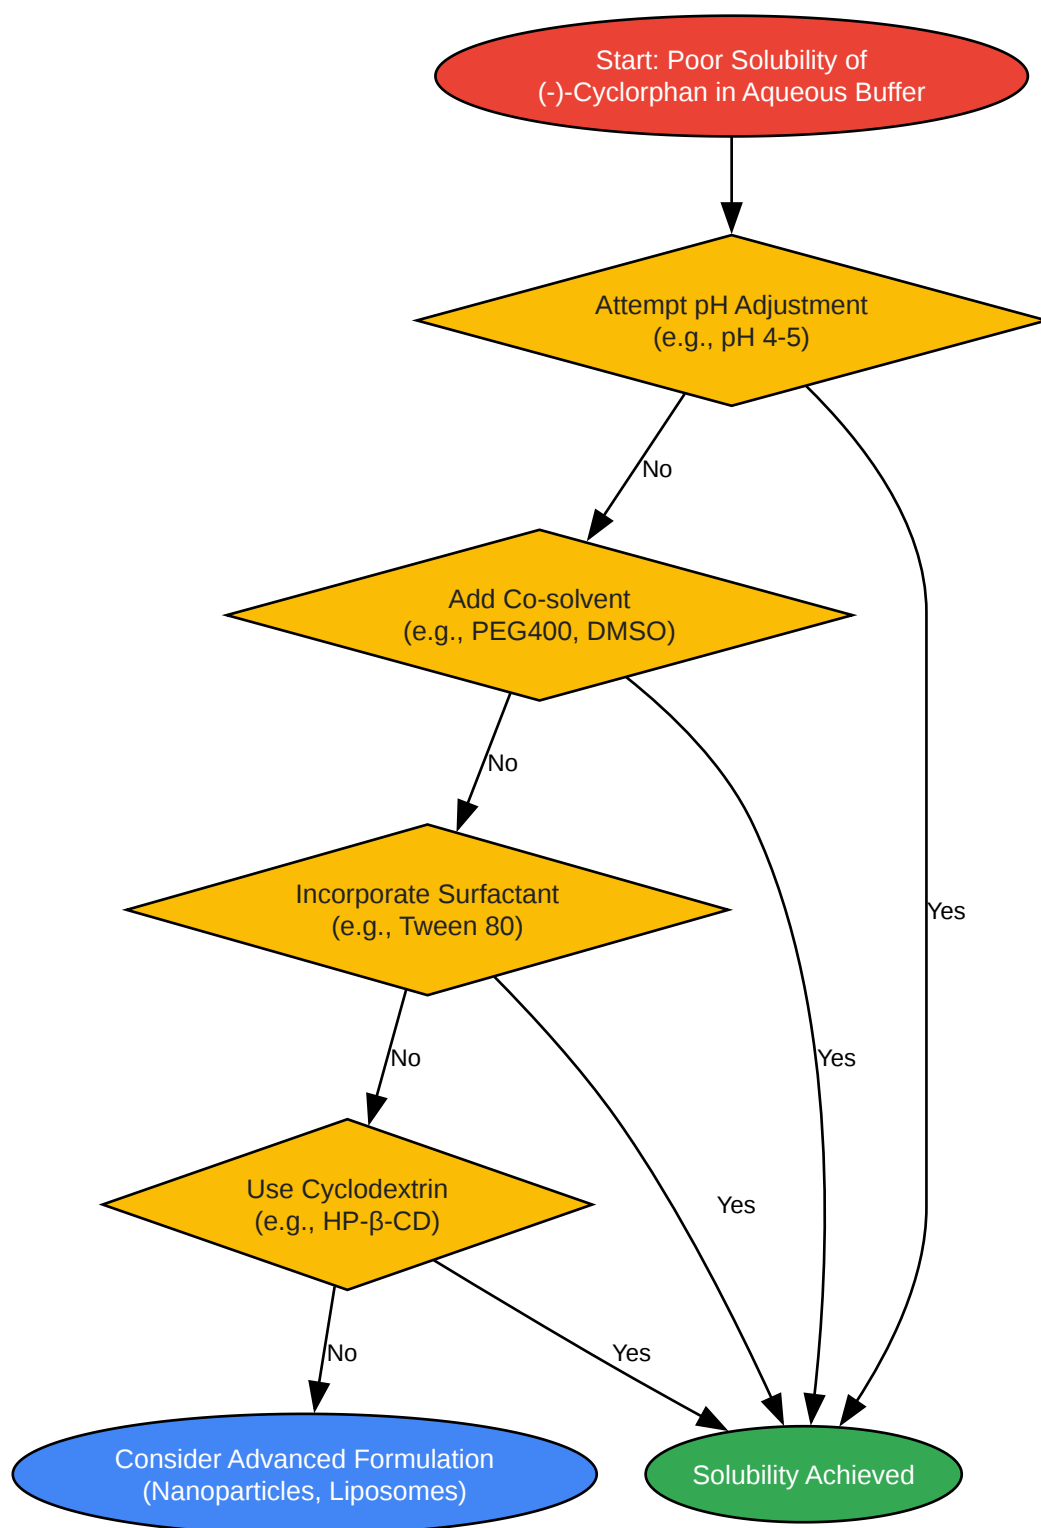 Start: Poor Solubility of
(-)-Cyclorphan in Aqueous Buffer
Attempt pH Adjustment
(e.g., pH 4-5)
No
Add Co-solvent
(e.g., PEG400, DMSO)
No
Incorporate Surfactant
(e.g., Tween 80)
Yes
No
Yes
Use Cyclodextrin
(e.g., HP-β-CD)
Yes
No
Yes
Consider Advanced Formulation
(Nanoparticles, Liposomes)
Solubility Achieved